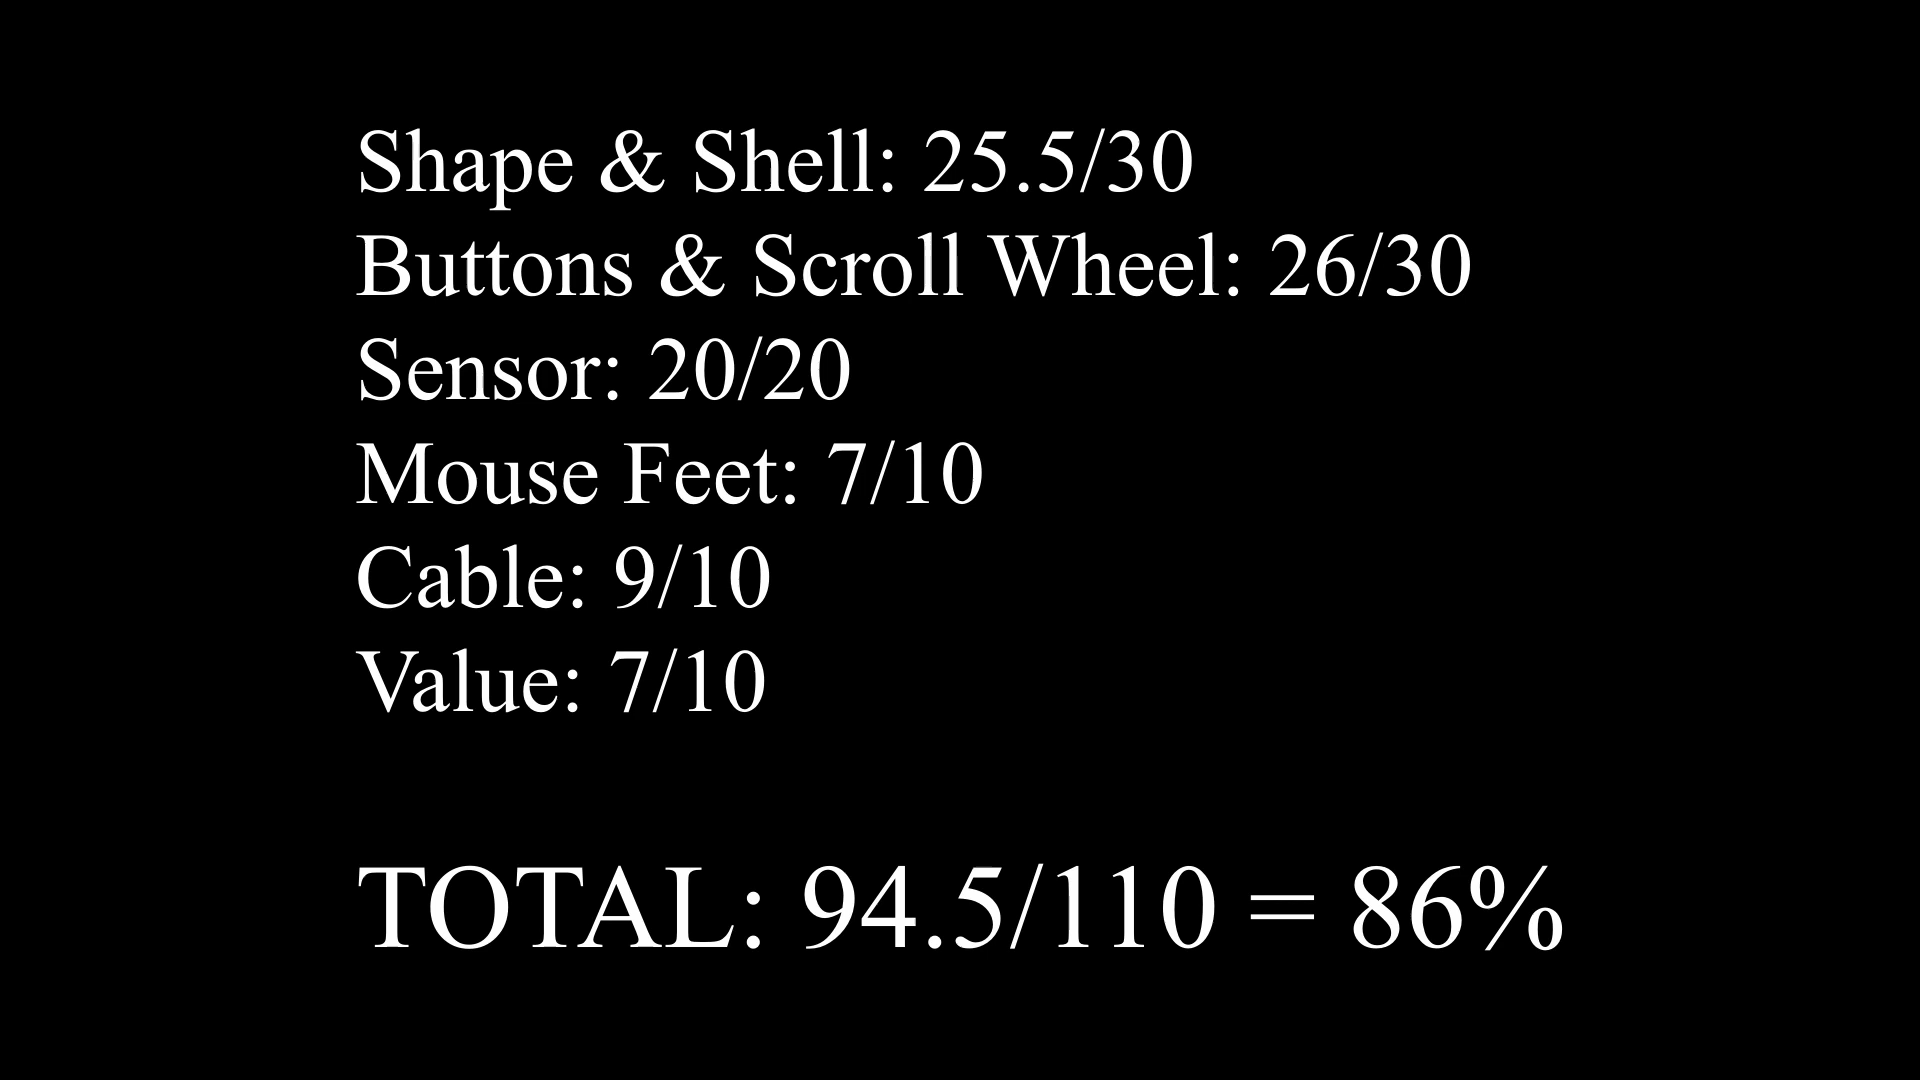 Shape & Shell: 25.5/30
Buttons & Scroll Wheel: 26/30
Sensor: 20/20
Mouse Feet: 7/10
Cable: 9/10
Value: 7/10
TOTAL: 94.5/110 = 86%